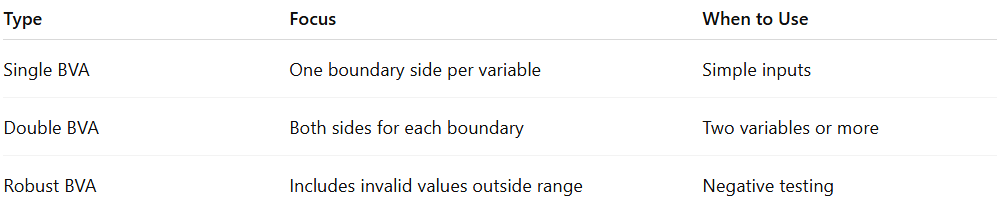 Type Focus When to Use
Single BVA One boundary side per variable Simple inputs
Double BVA Both sides for each boundary Two variables or more
Robust BVA Includes invalid values outside range Negative testing